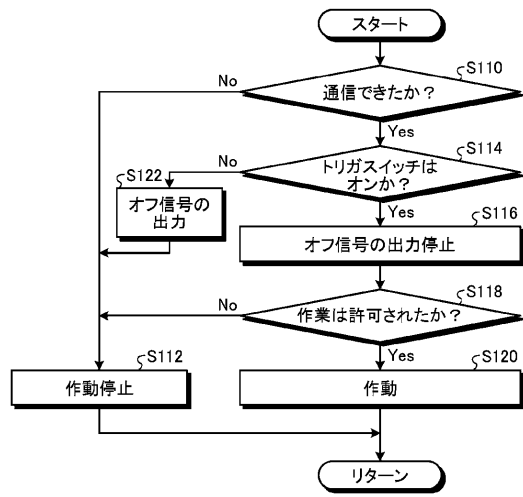 スタート
S110
No
通信できたか？
Yes
S114
No
トリガスイッチは
オンか？
S122
オフ信号の
出力
Yes
S116
オフ信号の出力停止
S118
No
作業は許可されたか？
Yes
S112
作動停止
S120
作動
リターン